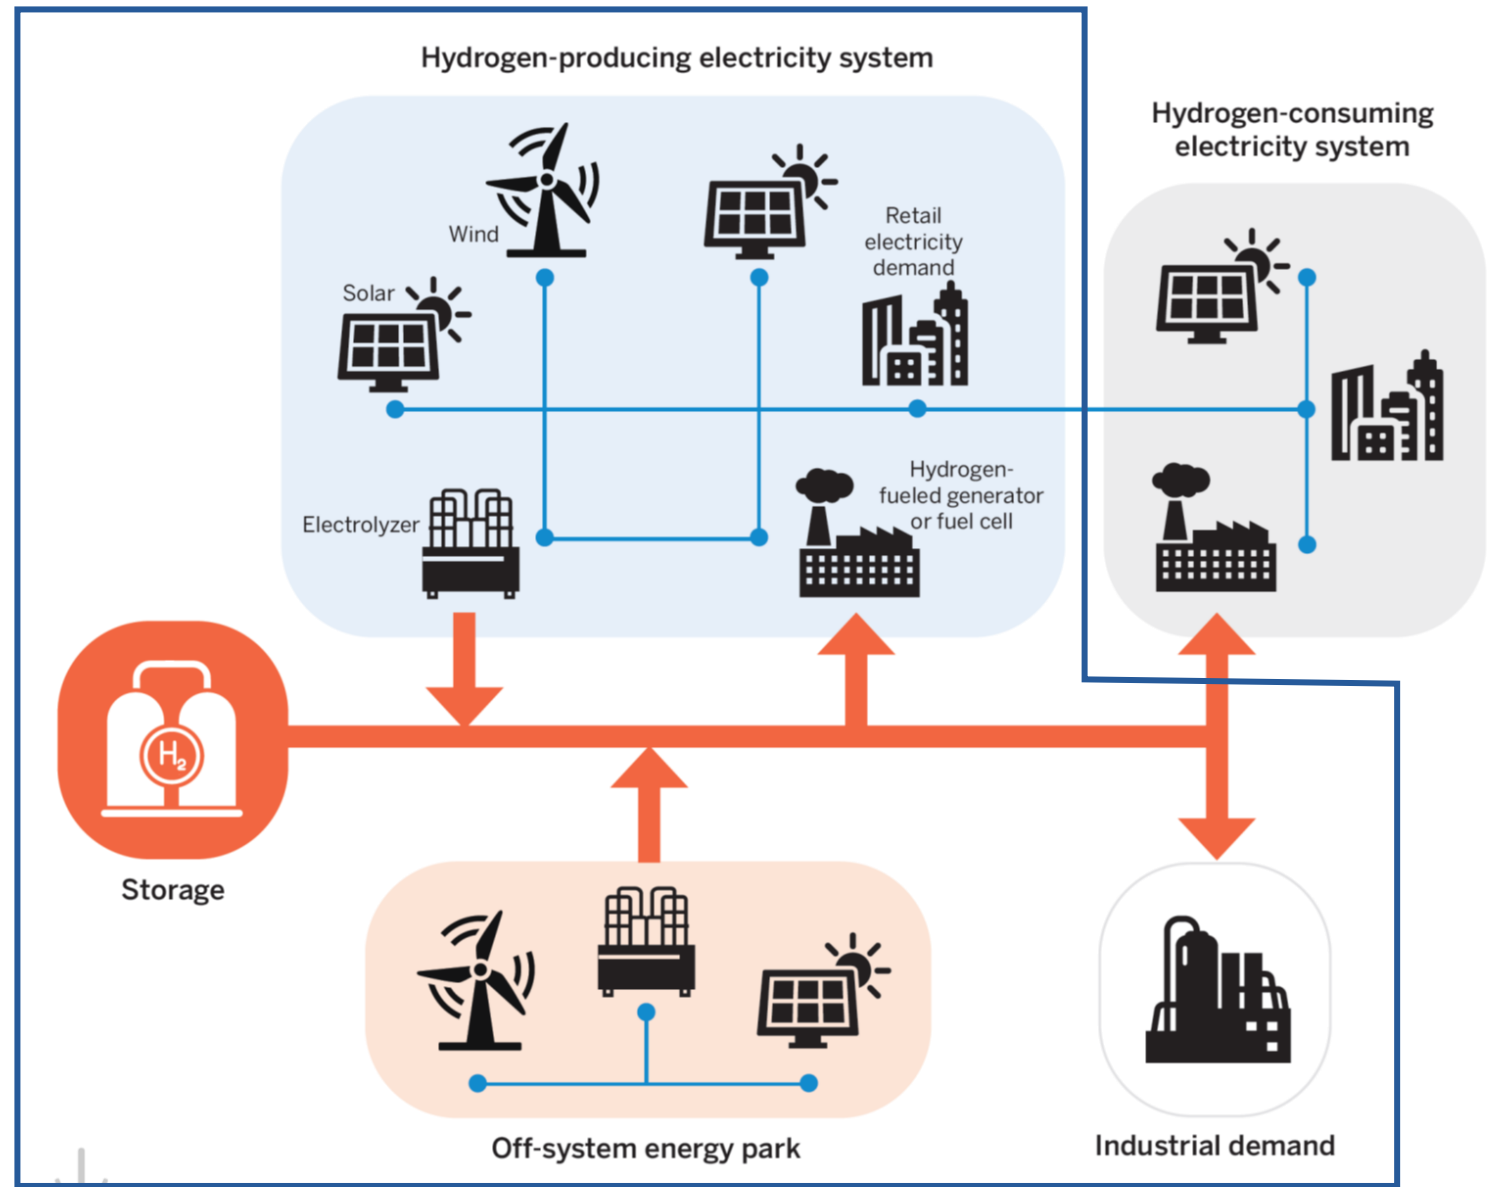 Hydrogen-producing electricity system
Hydrogen-consuming
electricity system
Wind
Retail
electricity
demand
Solar
Hydrogen-
fueled generator
or fuel cell
Electrolyzer
H₂
Storage
Off-system energy park
Industrial demand